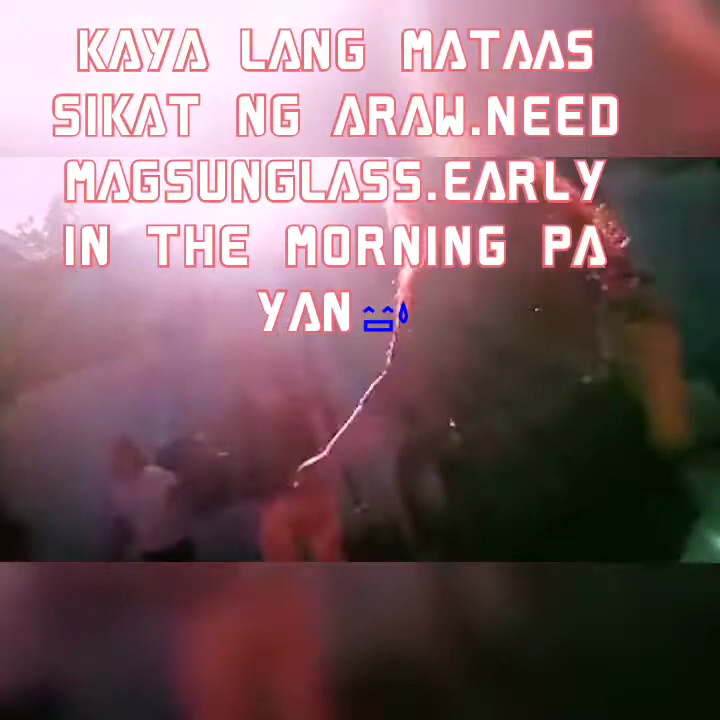 KAYA LANG MATAAS
SIKAT NG ARAW.NEED
MAGSUNGLASS.EARLY
IN THE MORNING PA
YAN😅